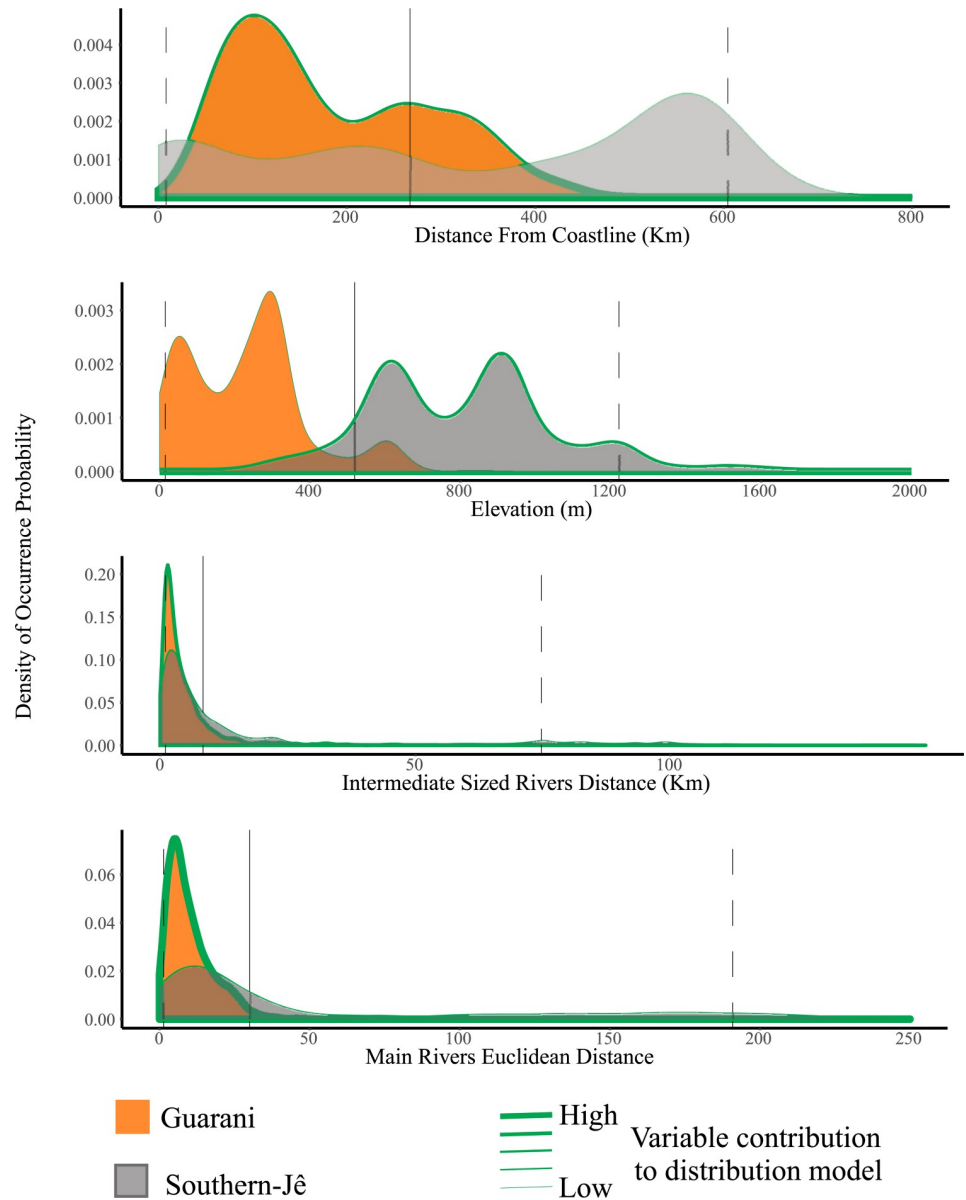 Density of Occurrence Probability
0.004
0.003
0.002
0.001
0.000
0 200 400 600 800
Distance From Coastline (Km)
0.003
0.002
0.001
0.000
0 400 800 1200 1600 2000
Elevation (m)
0.20
0.15
0.10
0.05
0.00
0 50 100
Intermediate Sized Rivers Distance (Km)
0.06
0.04
0.02
0.00
0 50 100 150 200 250
Main Rivers Euclidean Distance
Guarani
Southern-Jê
High
Low
Variable contribution
to distribution model